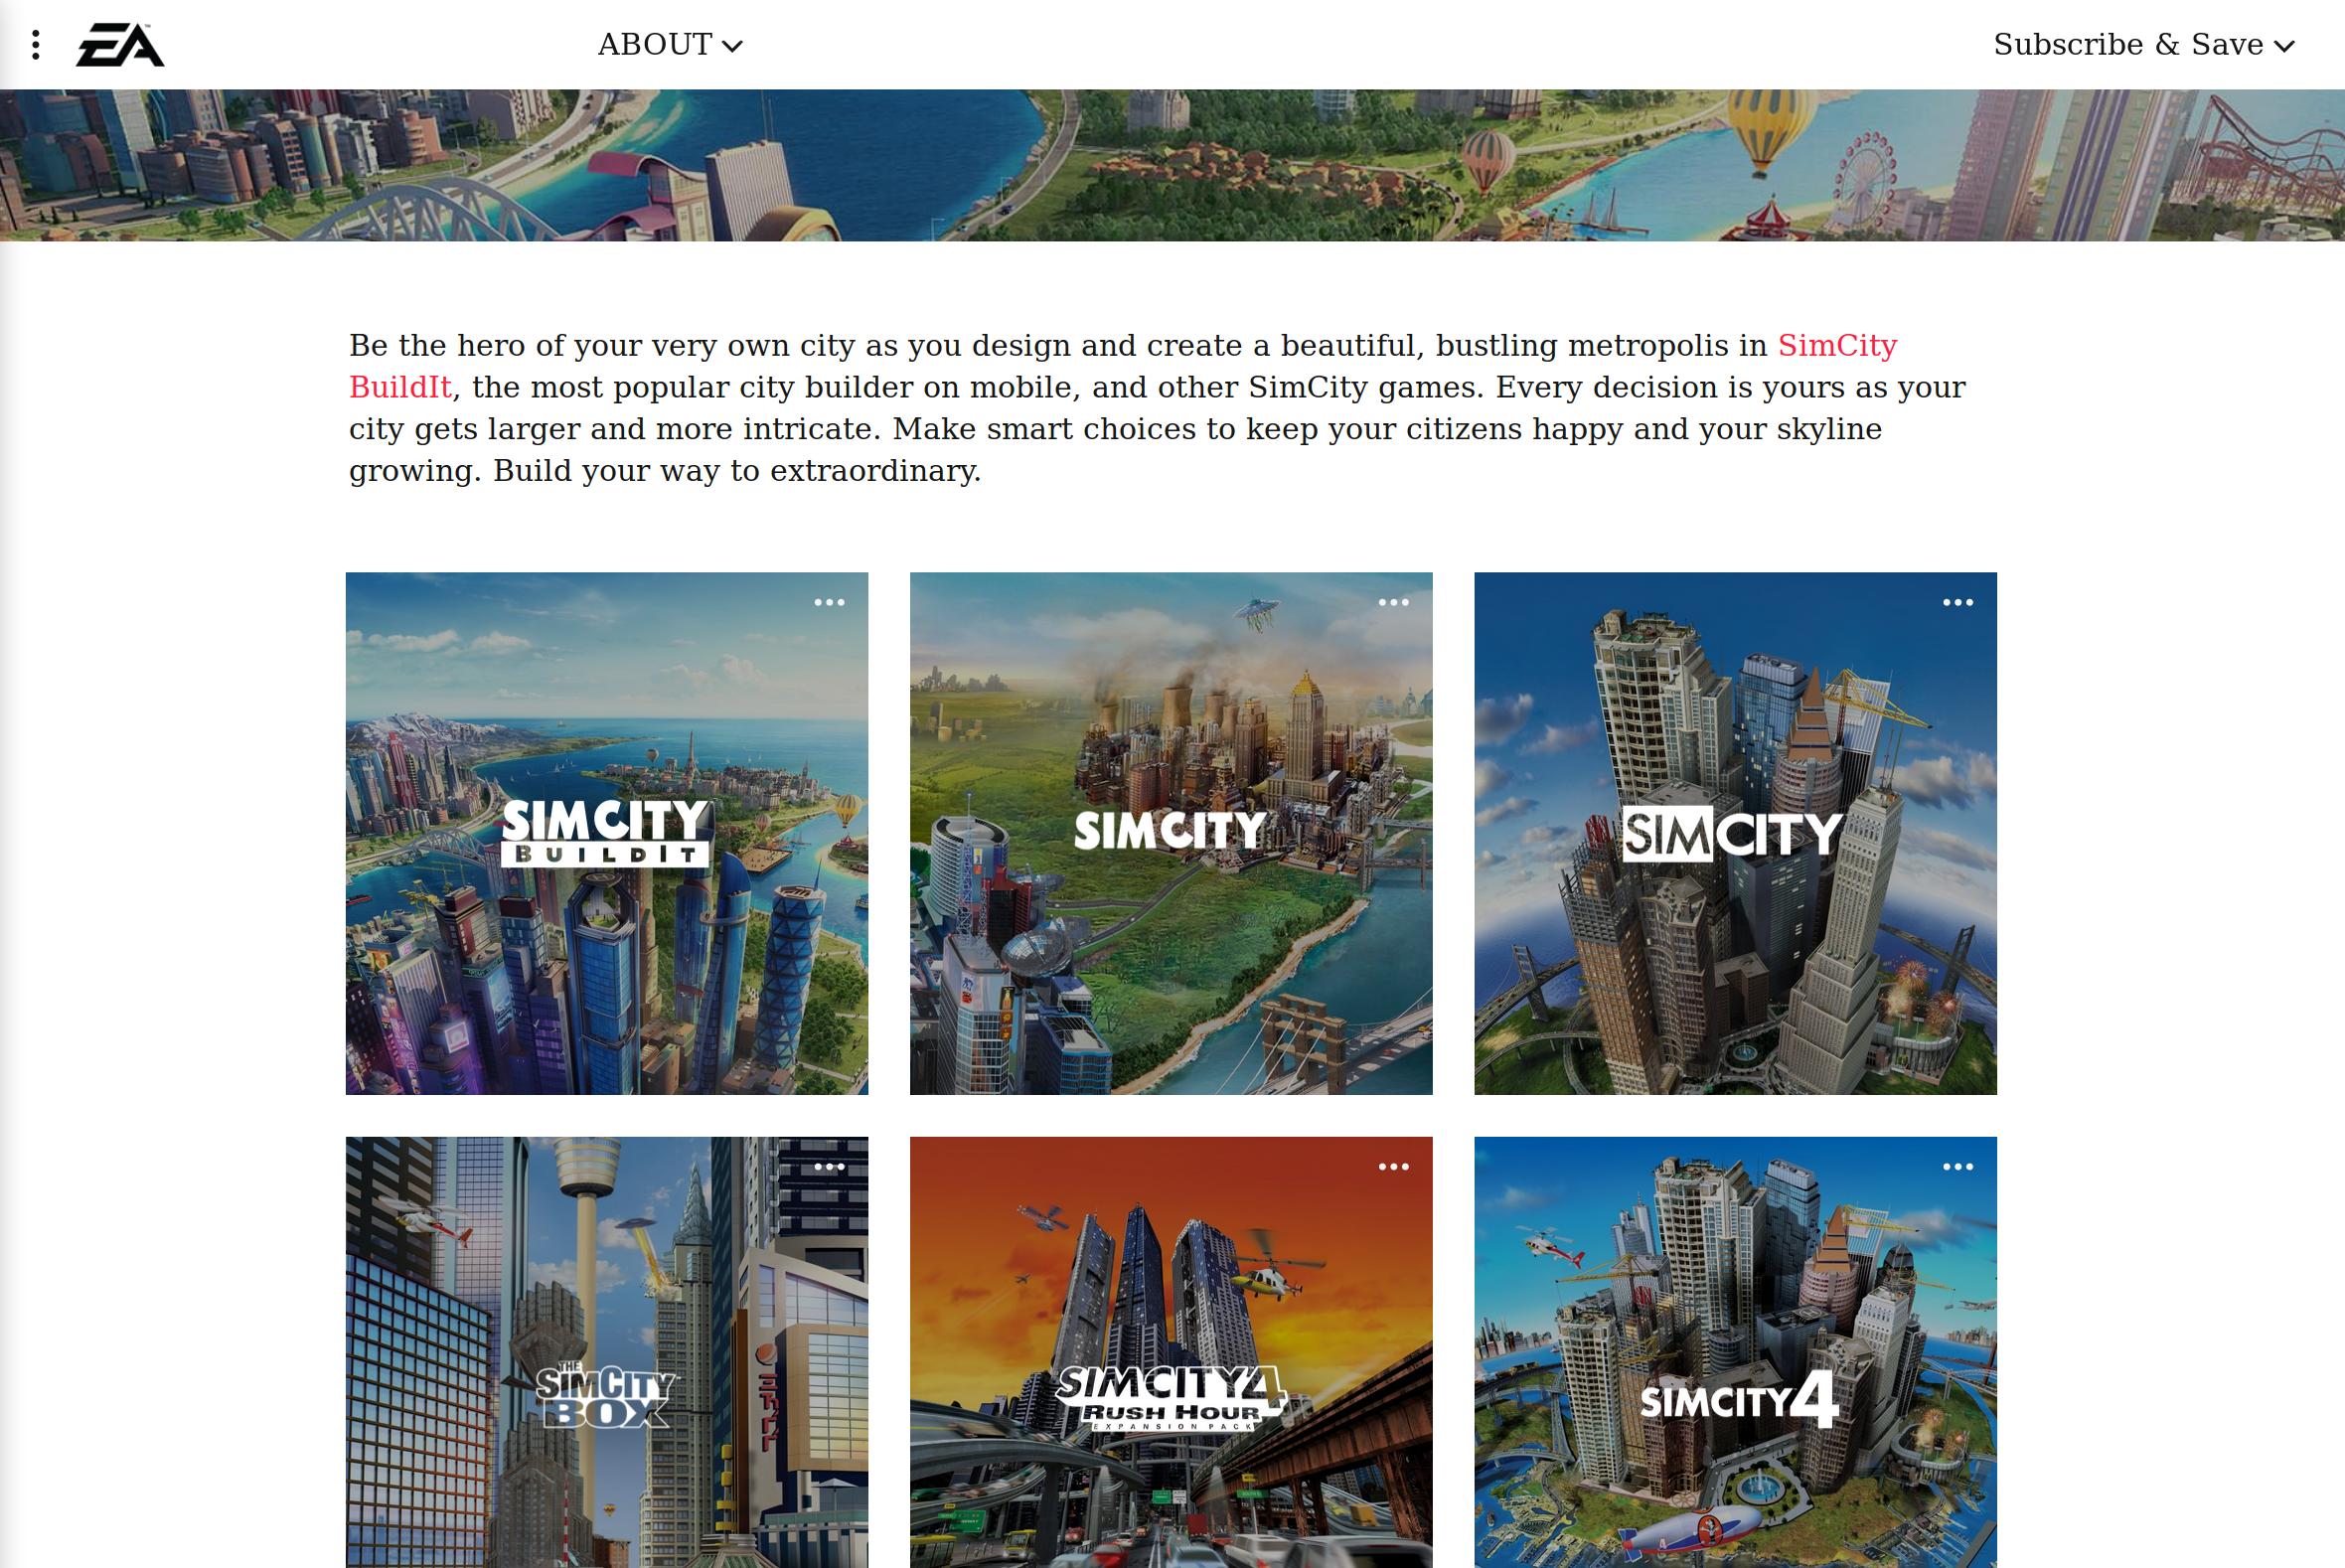 EA
ABOUT
Subscribe & Save
Be the hero of your very own city as you design and create a beautiful, bustling metropolis in SimCity
BuildIt, the most popular city builder on mobile, and other SimCity games. Every decision is yours as your
city gets larger and more intricate. Make smart choices to keep your citizens happy and your skyline
growing. Build your way to extraordinary.
SIMCITY
BUILDIT
SIMCITY
SIMCITY
THE
SIMCITY
BOX
SIMCITY 4
RUSH HOUR
EXPANSION PACK
SIMCITY 4